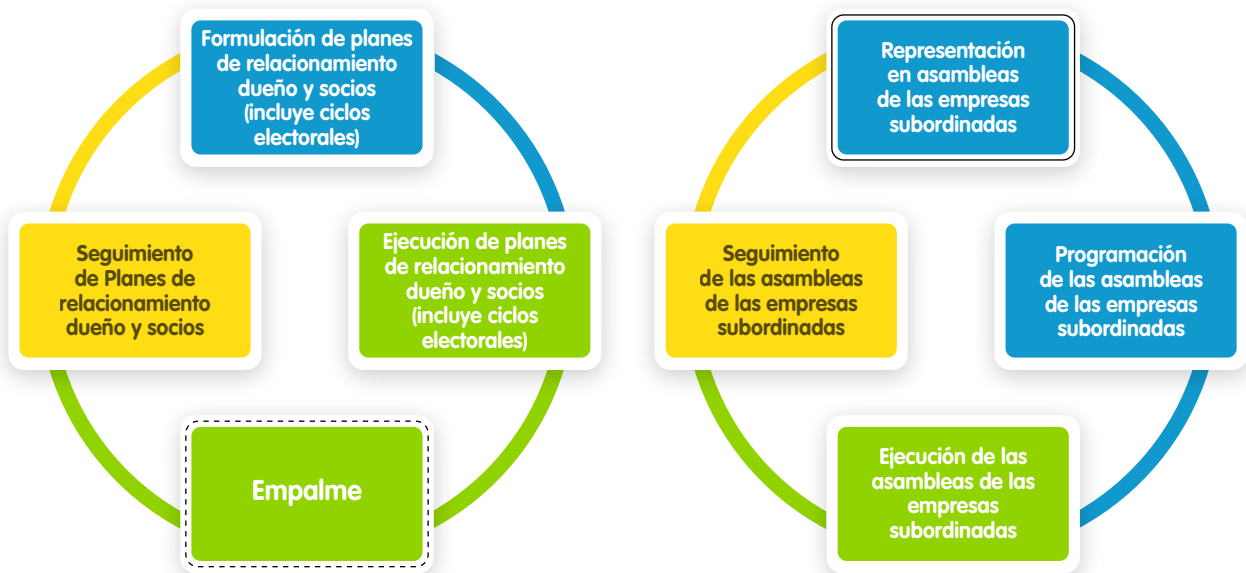 Formulación de planes
de relacionamiento
dueño y socios
(incluye ciclos
electorales)
Seguimiento
de Planes de
relacionamiento
dueño y socios
Ejecución de planes
de relacionamiento
dueño y socios
(incluye ciclos
electorales)
Empalme
Representación
en asambleas
de las empresas
subordinadas
Seguimiento
de las asambleas
de las empresas
subordinadas
Programación
de las asambleas
de las empresas
subordinadas
Ejecución de las
asambleas de las
empresas
subordinadas